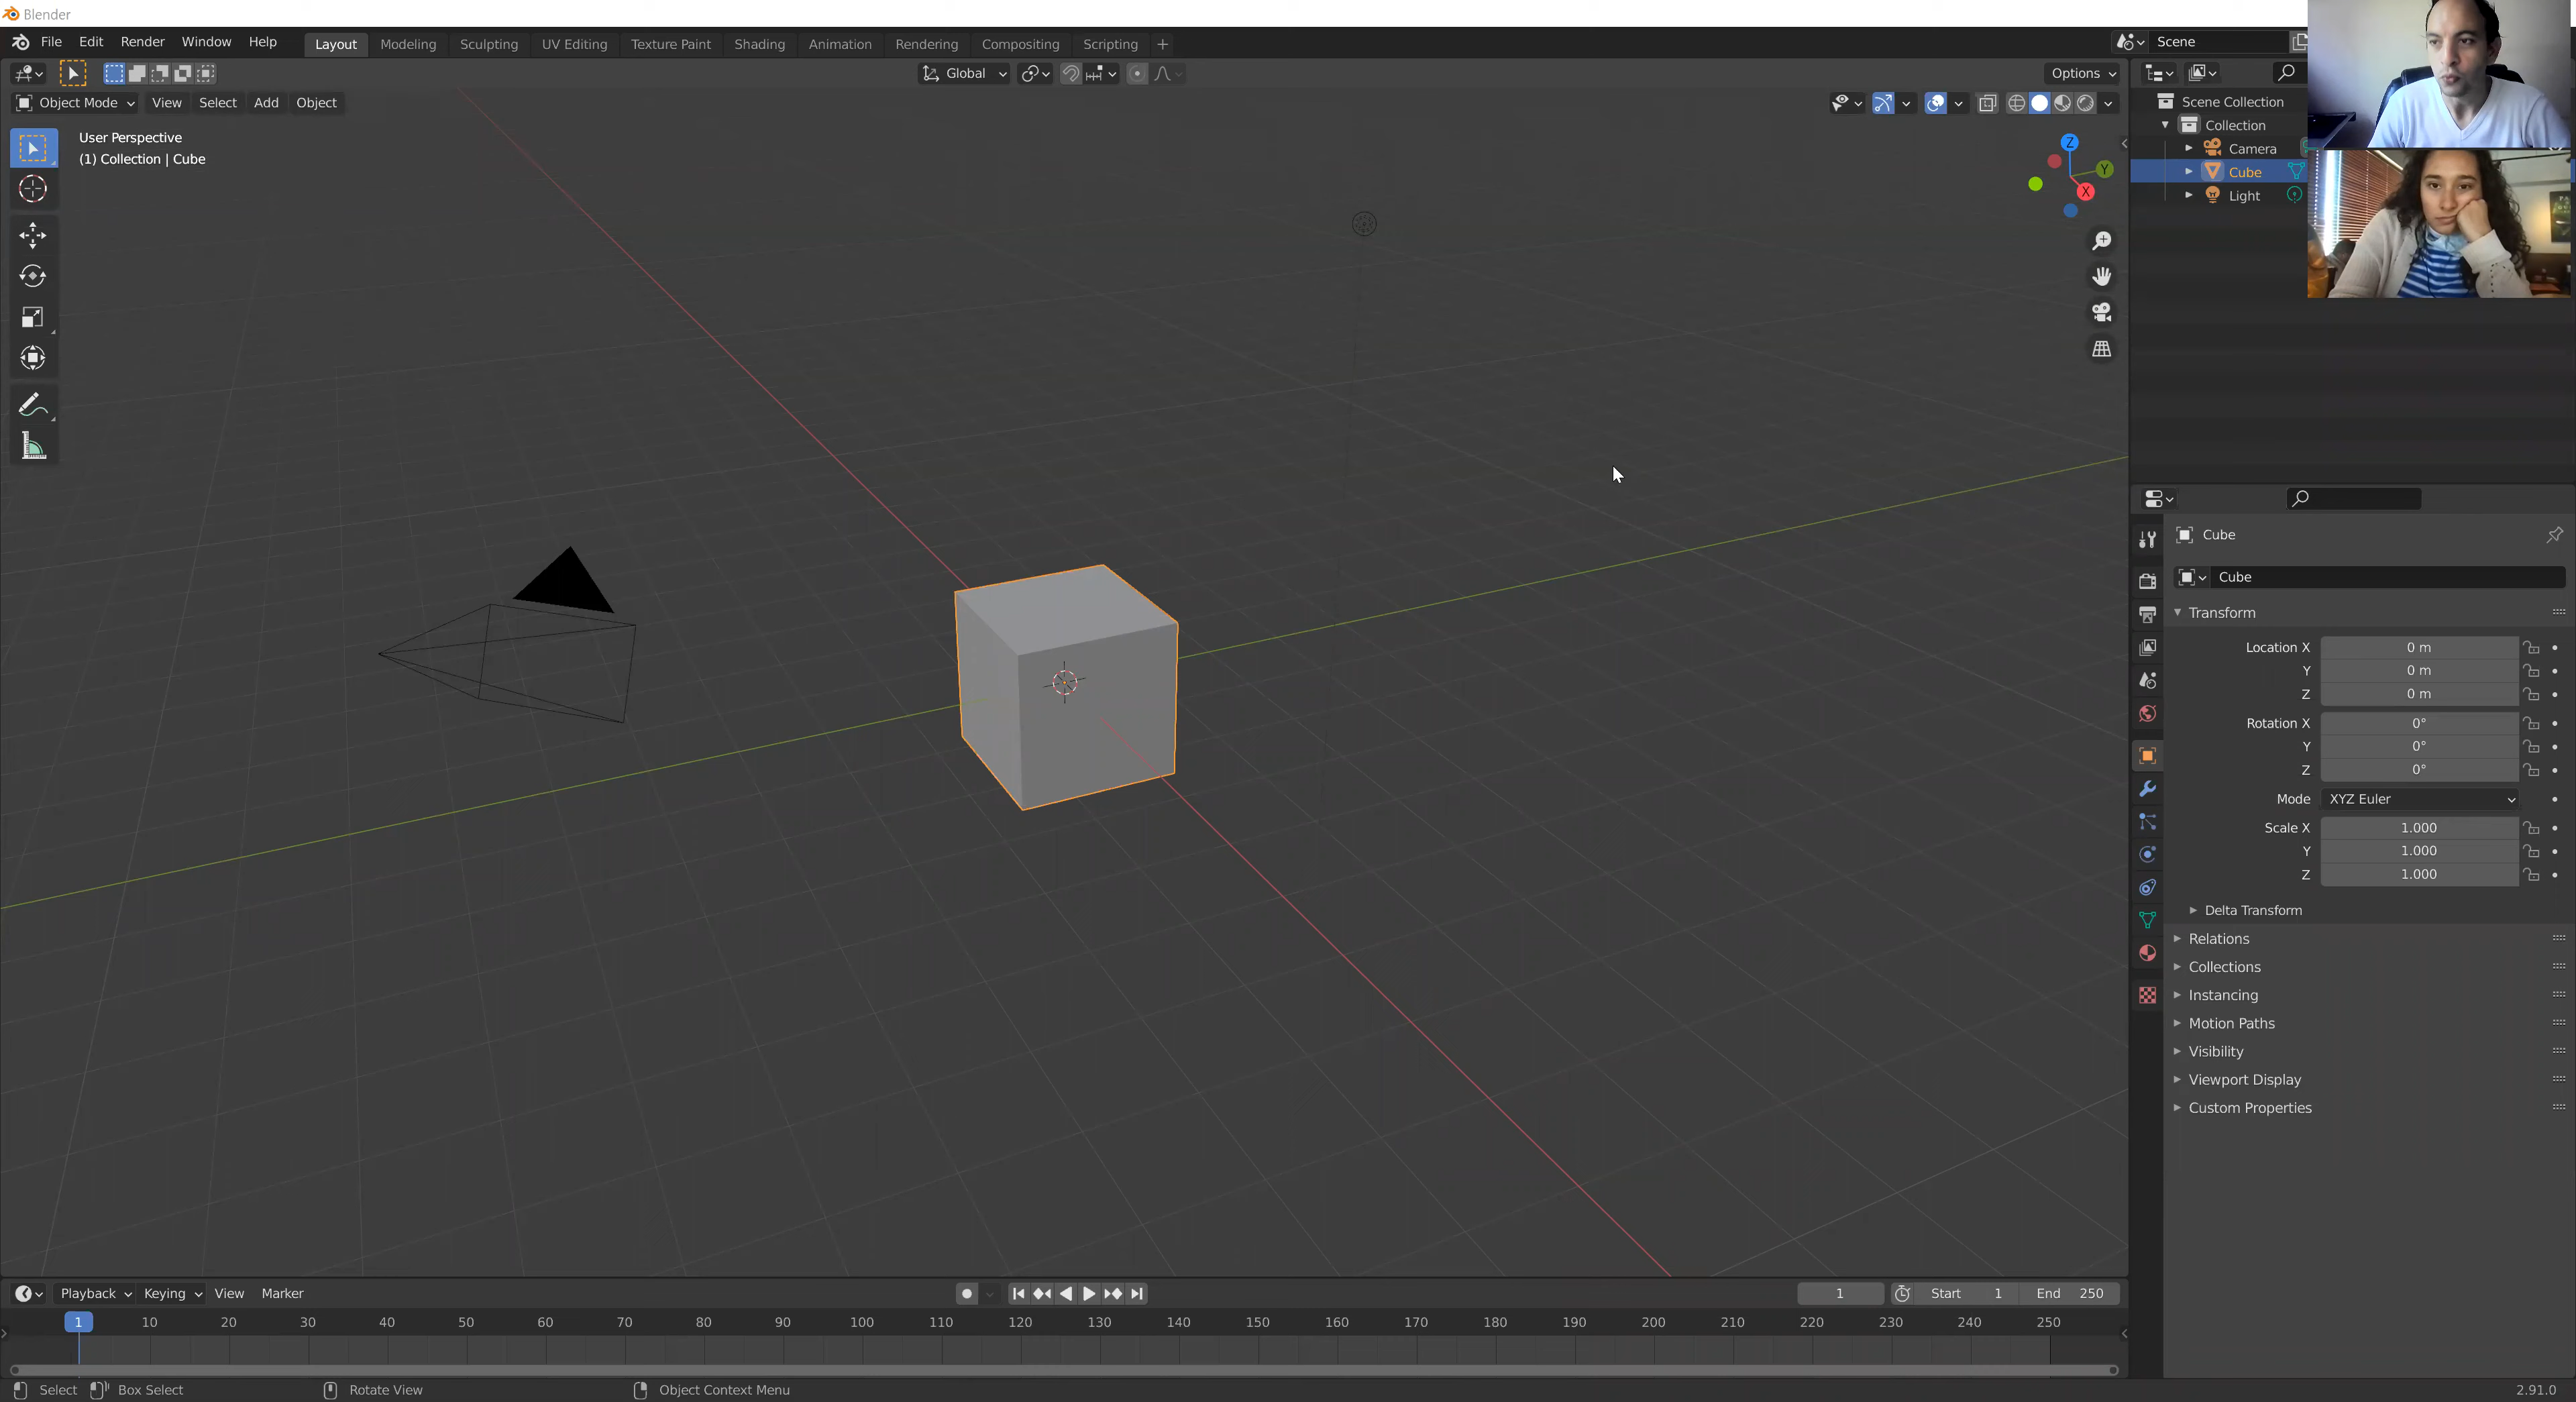 Blender
File Edit Render Window Help Layout Modeling Sculpting UV Editing Texture Paint Shading Animation Rendering Compositing Scripting + Scene
Global Options
Object Mode View Select Add Object
User Perspective
(1) Collection | Cube
Z
Y
X
Scene Collection
Collection
Camera
Cube
Light
Cube
Cube
Transform
Location X 0 m
Y 0 m
Z 0 m
Rotation X 0°
Y 0°
Z 0°
Mode XYZ Euler
Scale X 1.000
Y 1.000
Z 1.000
Delta Transform
Relations
Collections
Instancing
Motion Paths
Visibility
Viewport Display
Custom Properties
Playback Keying View Marker 1 Start 1 End 250
1 10 20 30 40 50 60 70 80 90 100 110 120 130 140 150 160 170 180 190 200 210 220 230 240 250
Select Box Select Rotate View Object Context Menu 2.91.0